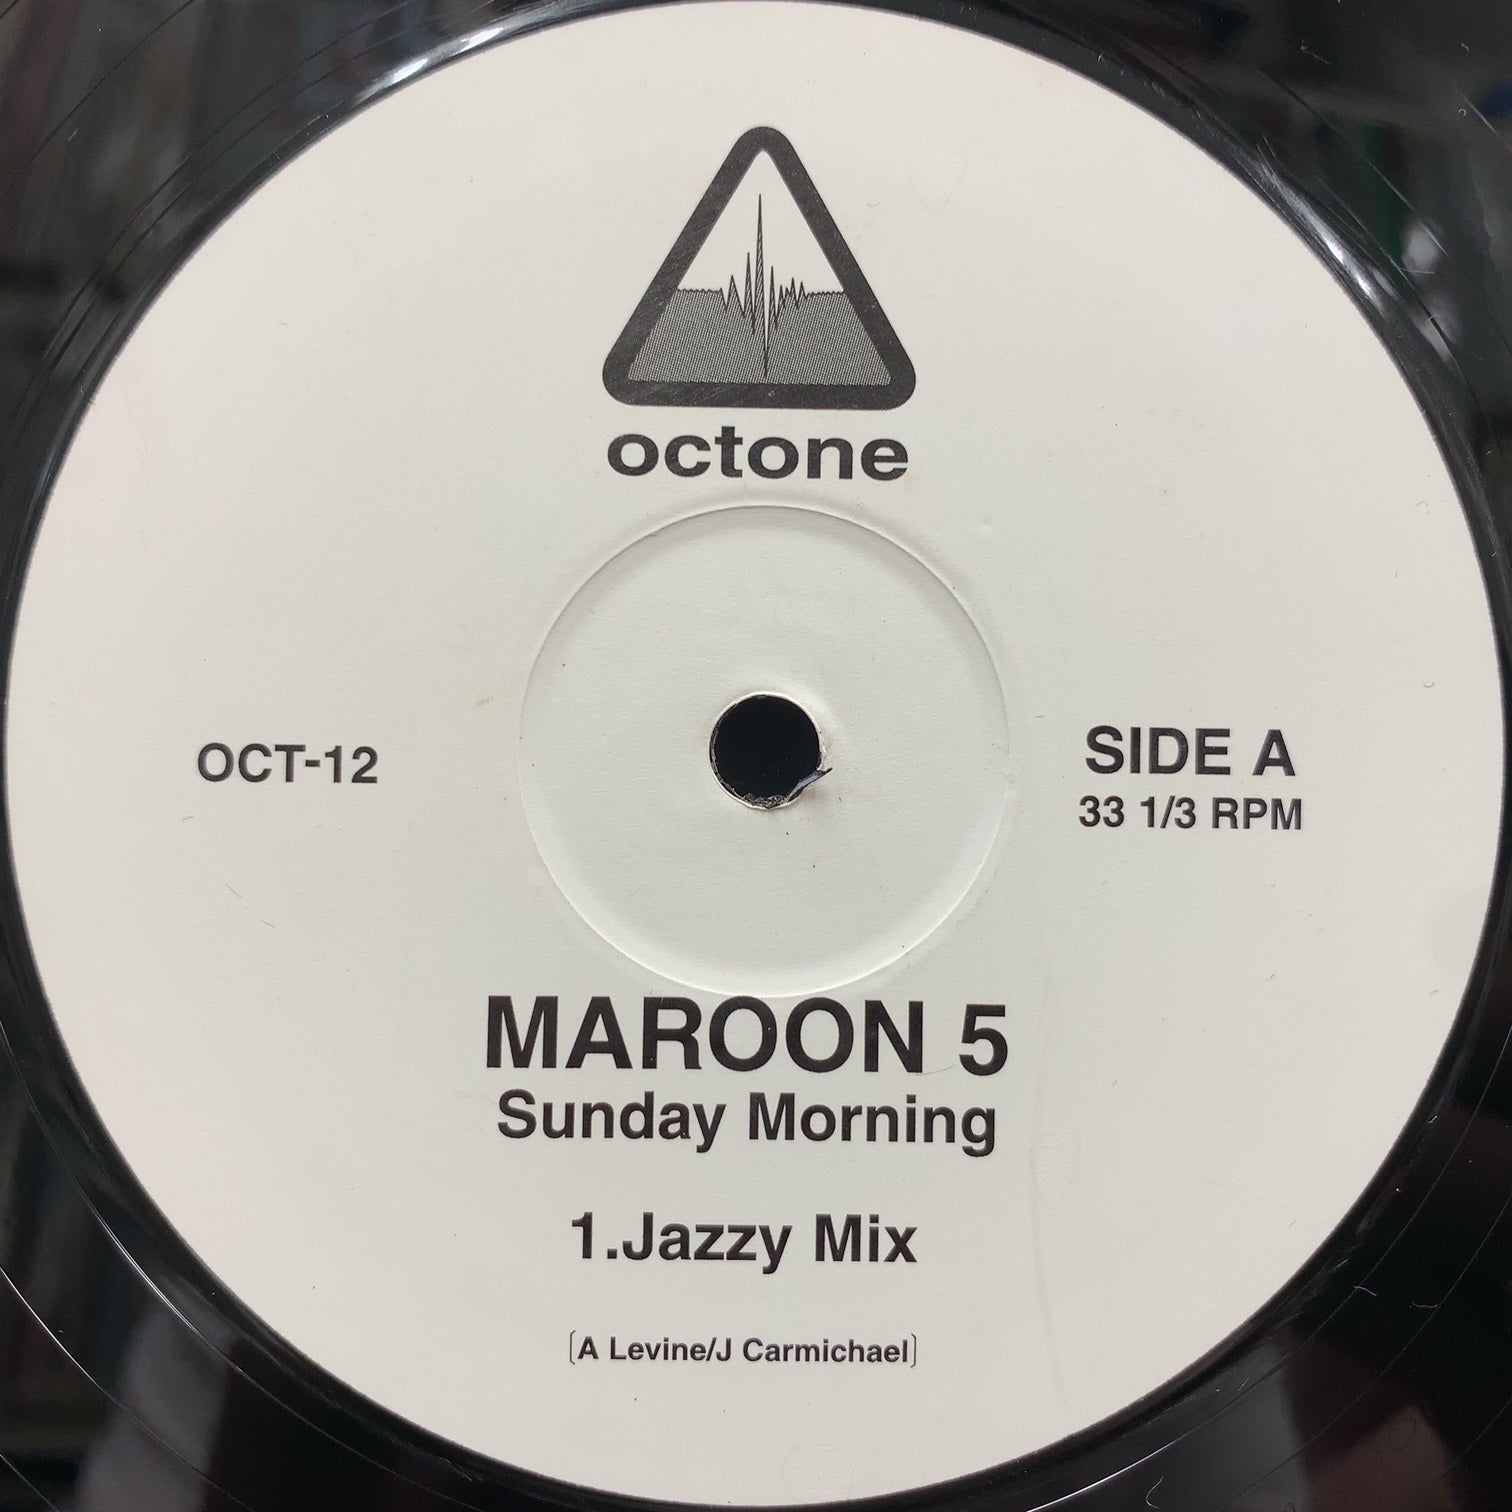 octone
OCT-12
SIDE A
33 1/3 RPM
MAROON 5
Sunday Morning
1.Jazzy Mix
[A Levine/J Carmichael]